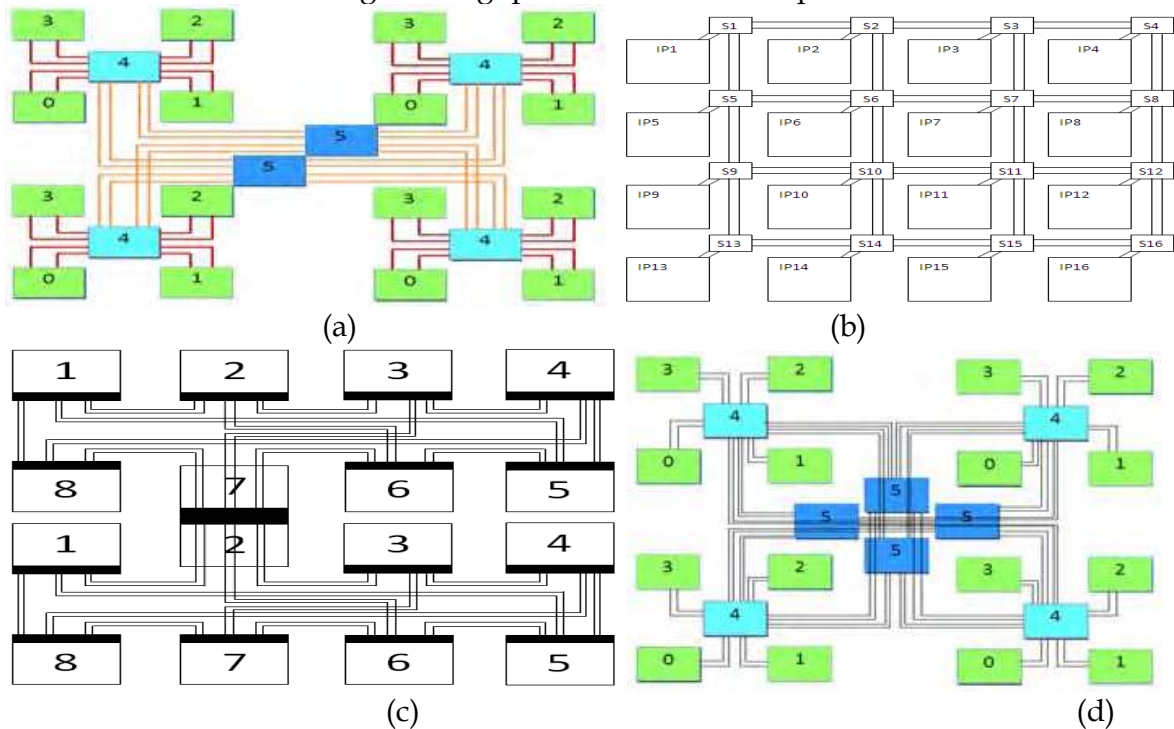 3 2 3 2
4 4
0 1 0 1
5
5
3 2 3 2
4 4
0 1 0 1
(a)
S1 S2 S3 S4
IP1 IP2 IP3 IP4
S5 S6 S7 S8
IP5 IP6 IP7 IP8
S9 S10 S11 S12
IP9 IP10 IP11 IP12
S13 S14 S15 S16
IP13 IP14 IP15 IP16
(b)
1 2 3 4
8 7 6 5
1 2 3 4
8 7 6 5
(c)
3 2 3 2
4 4
0 1 0 1
5
5 5
5
3 2 3 2
4 4
0 1 0 1
(d)